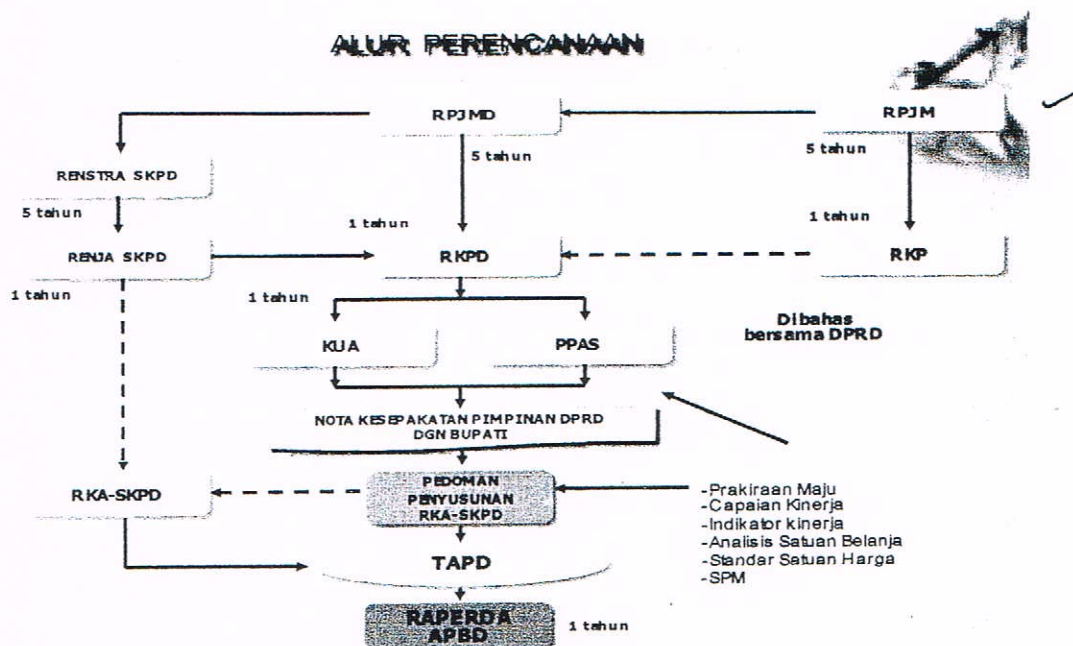 ALUR PERENCANAAN
RPJMD
RPJM
5 tahun
5 tahun
RENSTRA SKPD
5 tahun
1 tahun
1 tahun
RENJA SKPD
RKPD
RKP
1 tahun
1 tahun
KUA
PPAS
Dibahas
bersama DPRD
NOTA KESEPAKATAN PIMPINAN DPRD
DGN BUPATI
RKA-SKPD
PEDOMAN
PENYUSUNAN
RKA-SKPD
-Prakiraan Maju
-Capaian Kinerja
-Indikator kinerja
-Analisis Satuan Belanja
-Standar Satuan Harga
-SPM
TAPD
RAPERDA
APBD
1 tahun